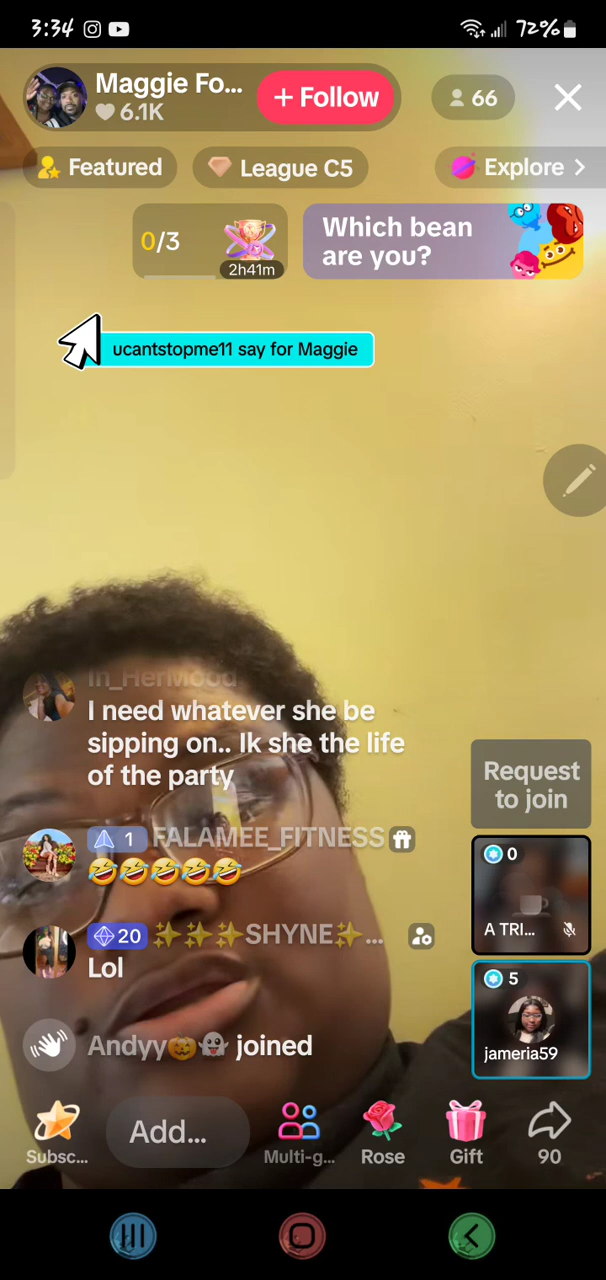 3:34
72%
Maggie Fo...
+ Follow
6.1K
66
Featured
League C5
Explore >
0/3
2h41m
Which bean
are you?
ucantstopme11 say for Maggie
In_HerMood
I need whatever she be
sipping on.. Ik she the life
of the party
1 FALAMEE_FITNESS
🤣🤣🤣🤣🤣
20 ✨✨✨SHYNE✨...
Lol
Andyy🎃👻 joined
Request
to join
0
A TRI...
5
jameria59
Subsc...
Add...
Multi-g...
Rose
Gift
90